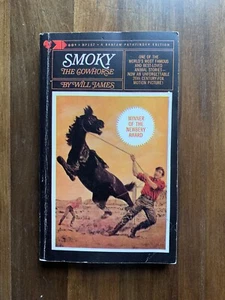 A BANTAM PATHFINDER EDITION
SMOKY
THE COWHORSE
BY WILL JAMES
ONE OF THE
WORLD'S MOST FAMOUS
AND BEST-LOVED
ANIMAL STORIES—
NOW AN UNFORGETTABLE
20TH CENTURY-FOX
MOTION PICTURE!
WINNER
OF THE
NEWBERY
AWARD